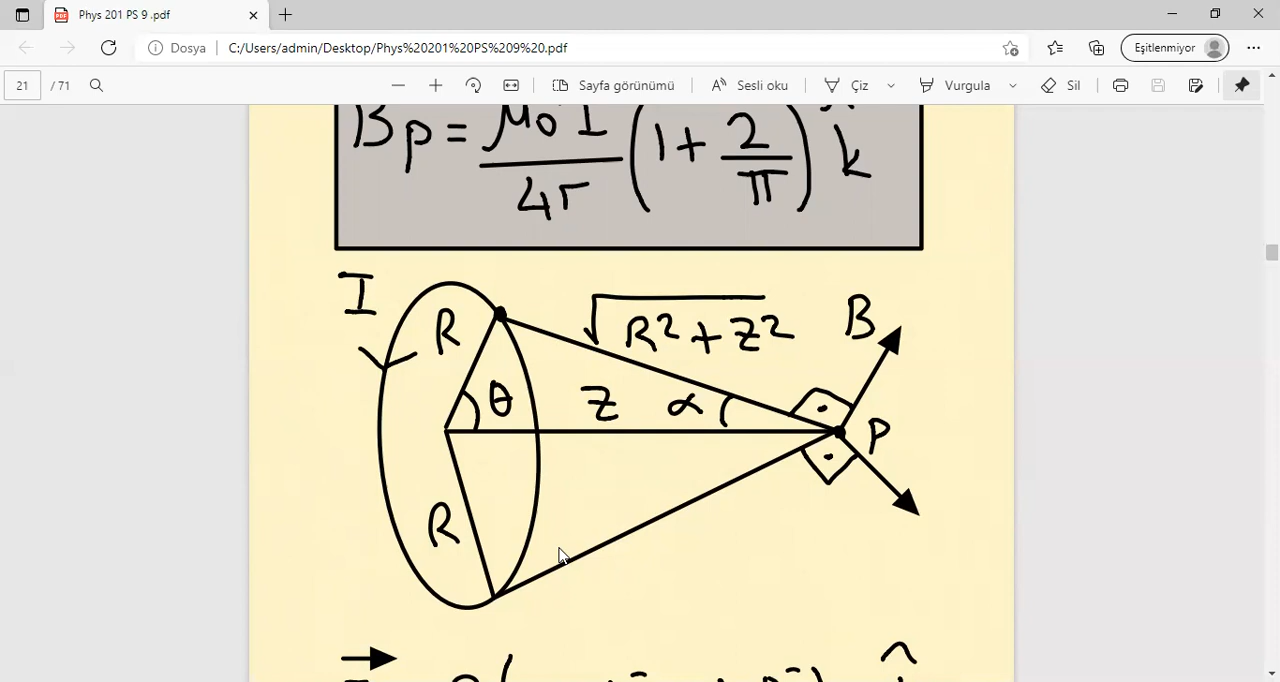 Phys 201 PS 9 .pdf
Dosya C:/Users/admin/Desktop/Phys%20201%20PS%209%20.pdf Eşitlenmiyor
21 / 71 Sayfa görünümü Sesli oku Çiz Vurgula Sil
Bp = μ0 I / 4r (1 + 2/π) k
I
R √R²+Z² B
θ Z α P
R